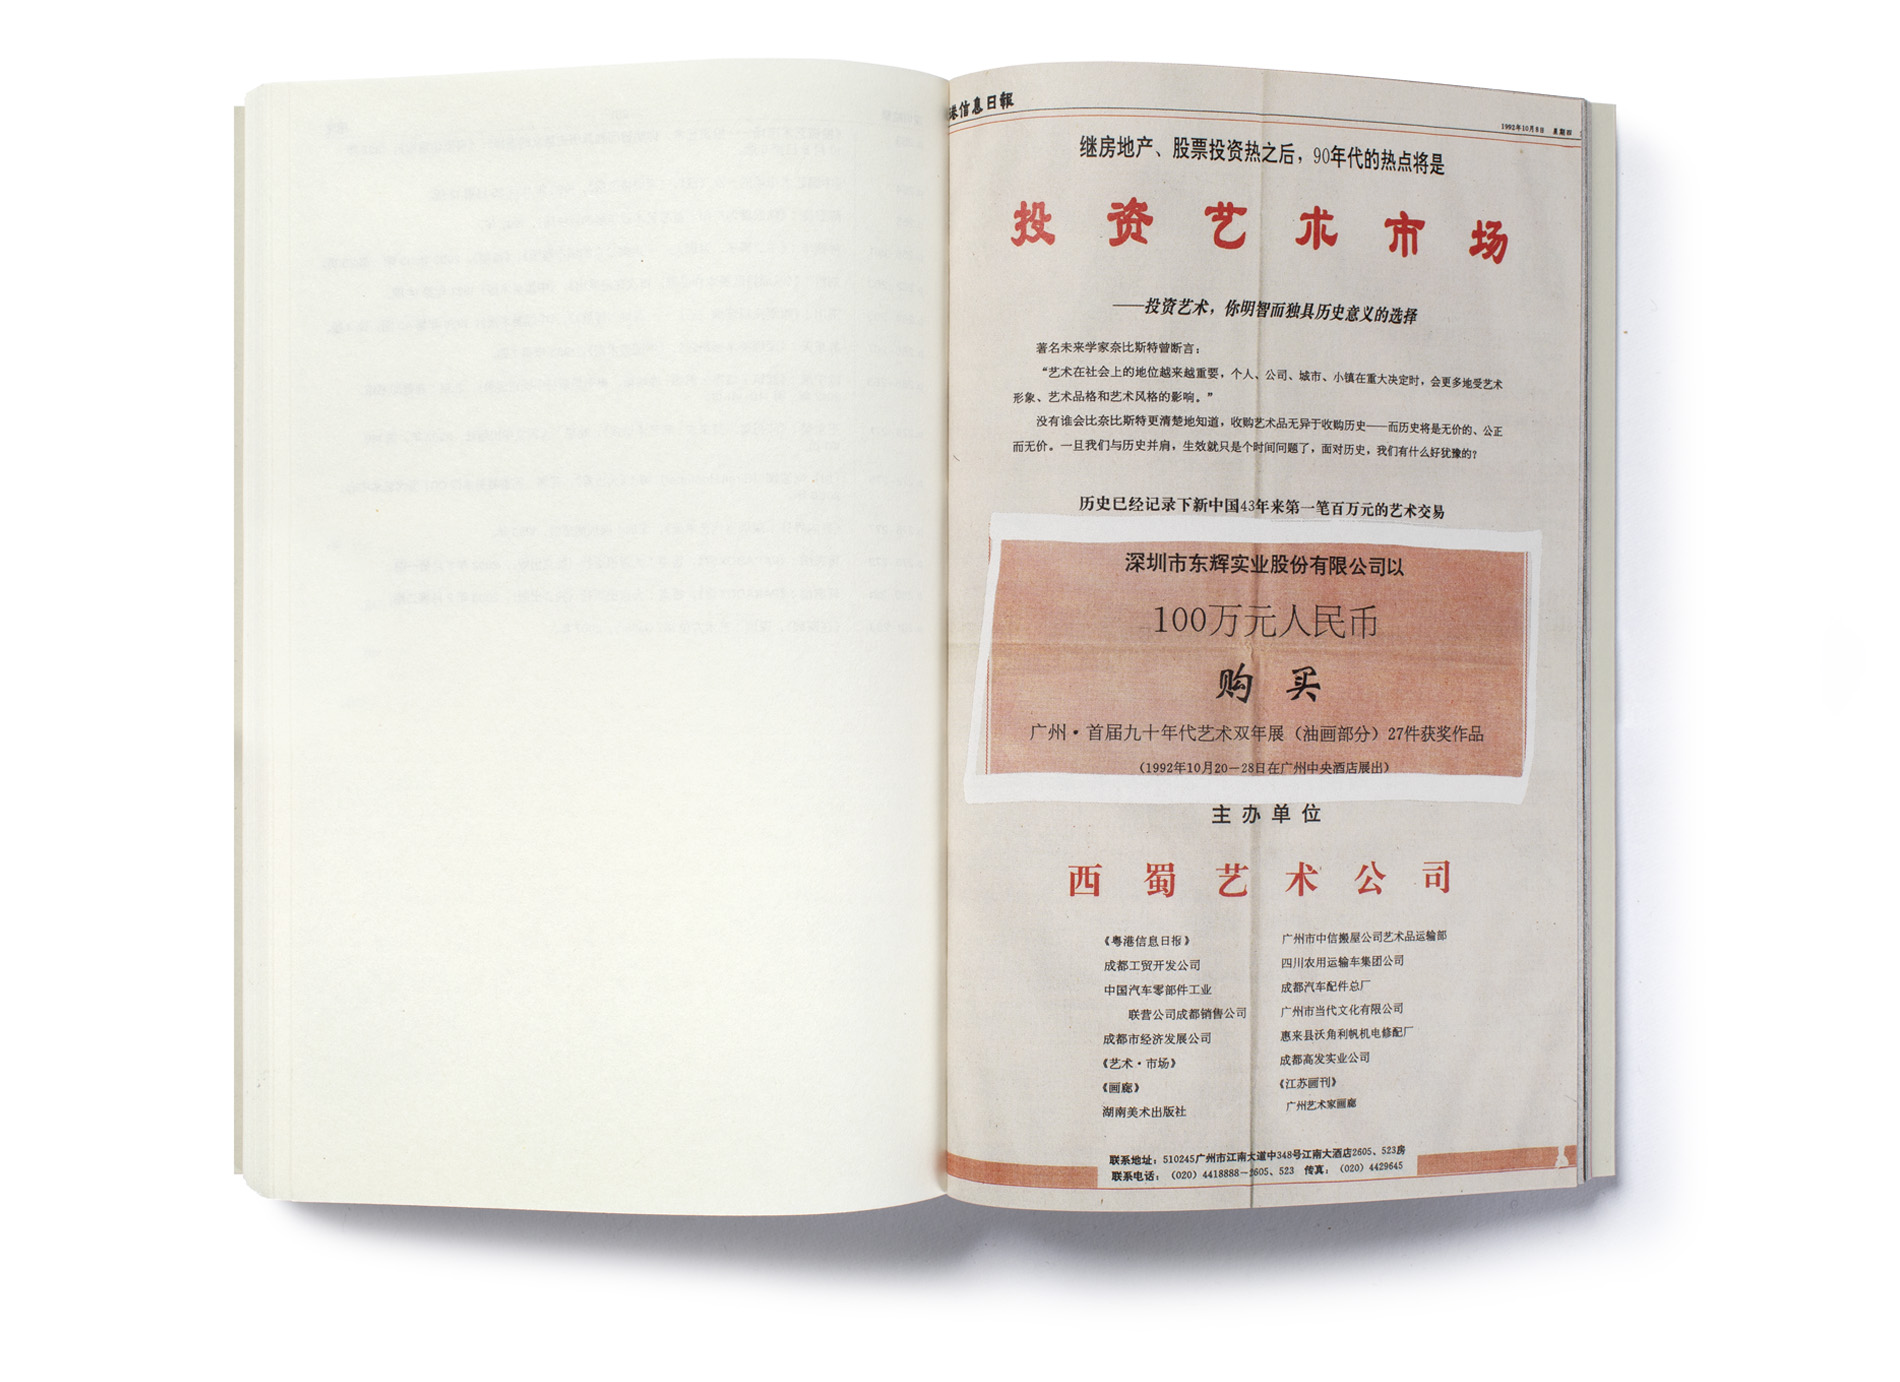 港信息日報
1992年10月8日 星期四
继房地产、股票投资热之后，90年代的热点将是
投资艺术市场
——投资艺术，你明智而独具历史意义的选择
著名未来学家奈比斯特曾断言：
“艺术在社会上的地位越来越重要，个人、公司、城市、小镇在重大决定时，会更多地受艺术
形象、艺术品格和艺术风格的影响。”
没有谁会比奈比斯特更清楚地知道，收购艺术品无异于收购历史——而历史将是无价的、公正
而无价。一旦我们与历史并肩，生效就只是个时间问题了，面对历史，我们有什么好犹豫的？
历史已经记录下新中国43年来第一笔百万元的艺术交易
深圳市东辉实业股份有限公司以
100万元人民币
购买
广州·首届九十年代艺术双年展（油画部分）27件获奖作品
（1992年10月20－28日在广州中央酒店展出）
主办单位
西蜀艺术公司
《粤港信息日报》
成都工贸开发公司
中国汽车零部件工业
联营公司成都销售公司
成都市经济发展公司
《艺术·市场》
《画廊》
湖南美术出版社
广州市中信搬屋公司艺术品运输部
四川农用运输车集团公司
成都汽车配件总厂
广州市当代文化有限公司
惠来县沃角利帆机电修配厂
成都高发实业公司
《江苏画刊》
广州艺术家画廊
联系地址：510245广州市江南大道中348号江南大酒店2605、523房
联系电话：（020）4418888－2605、523 传真：（020）4429645